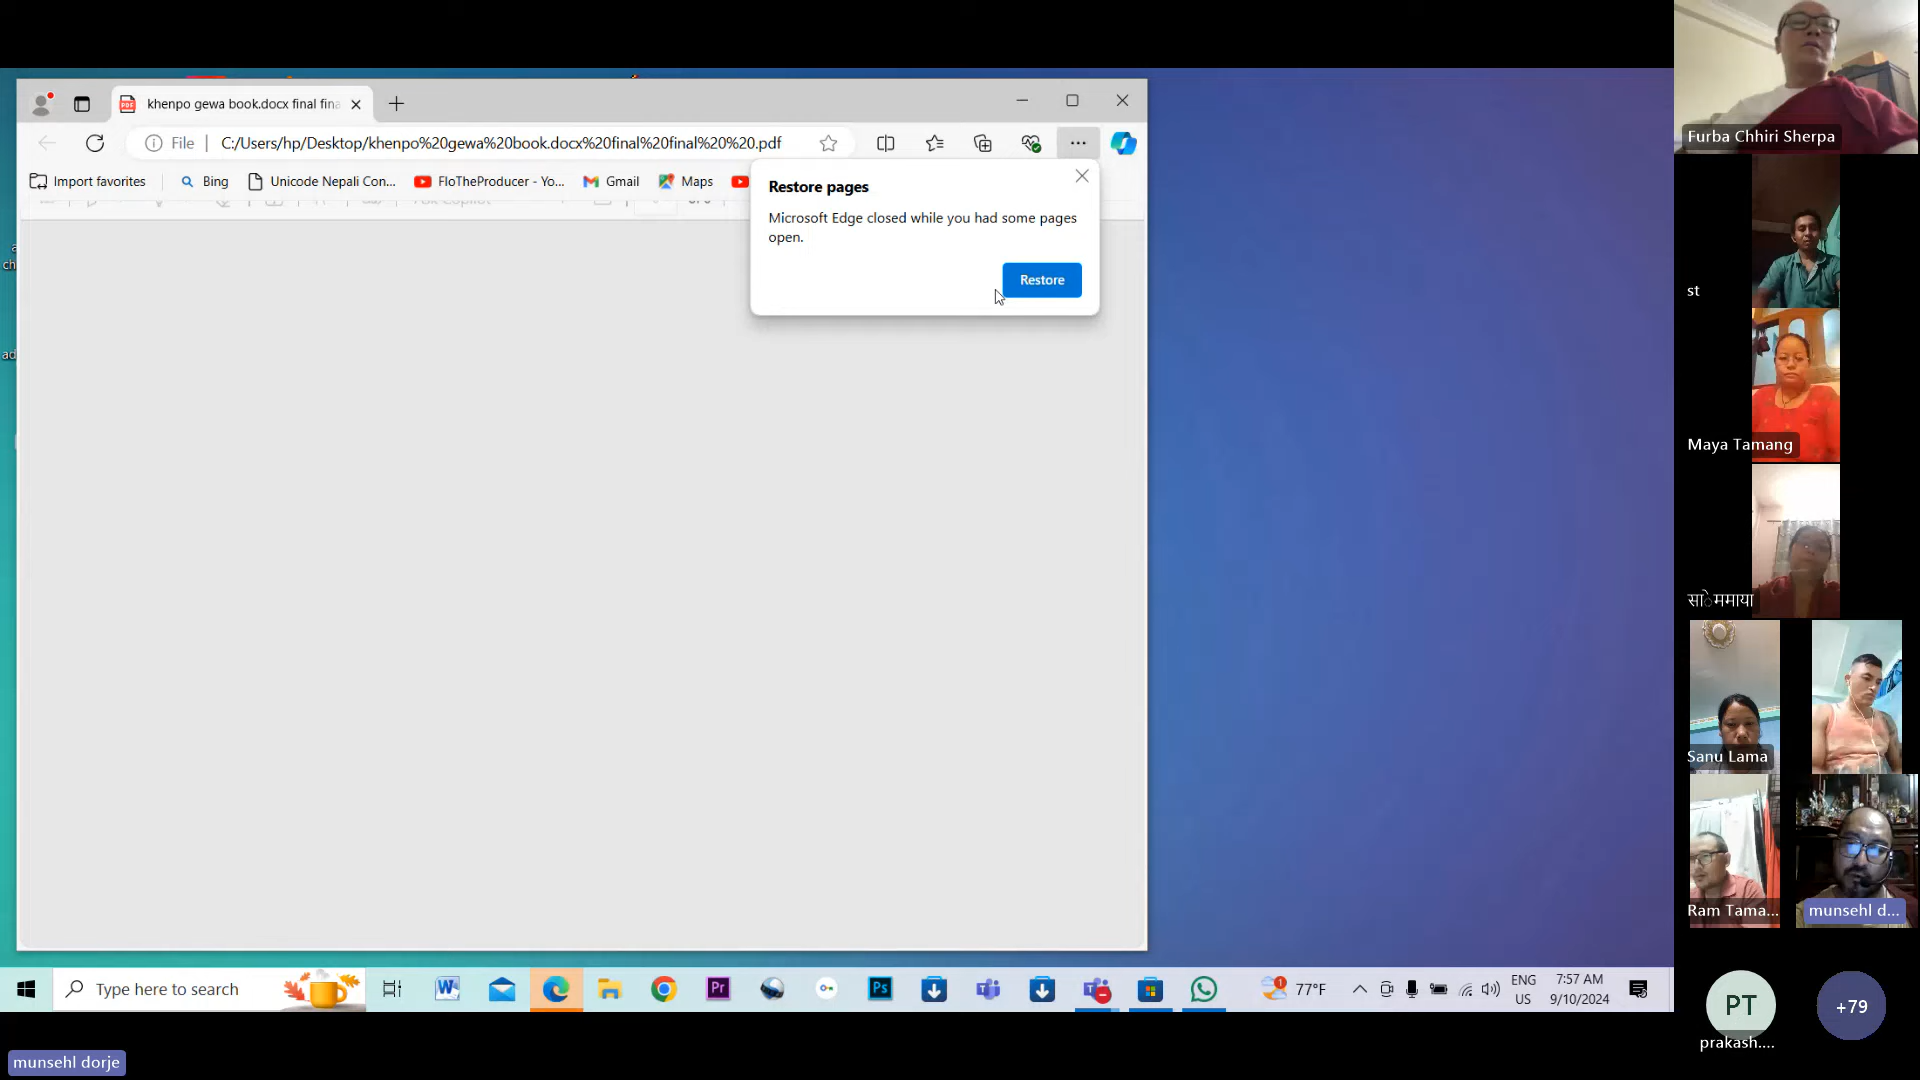 khenpo gewa book.docx final fina
File
C:/Users/hp/Desktop/khenpo%20gewa%20book.docx%20final%20final%20%20.pdf
Import favorites
Bing
Unicode Nepali Con...
FloTheProducer - Yo...
Gmail
Maps
Restore pages
Microsoft Edge closed while you had some pages
open.
Restore
Furba Chhiri Sherpa
st
Maya Tamang
साेममाया
Sanu Lama
Ram Tama...
munsehl d...
PT
prakash....
+79
Type here to search
77°F
ENG
US
7:57 AM
9/10/2024
munsehl dorje